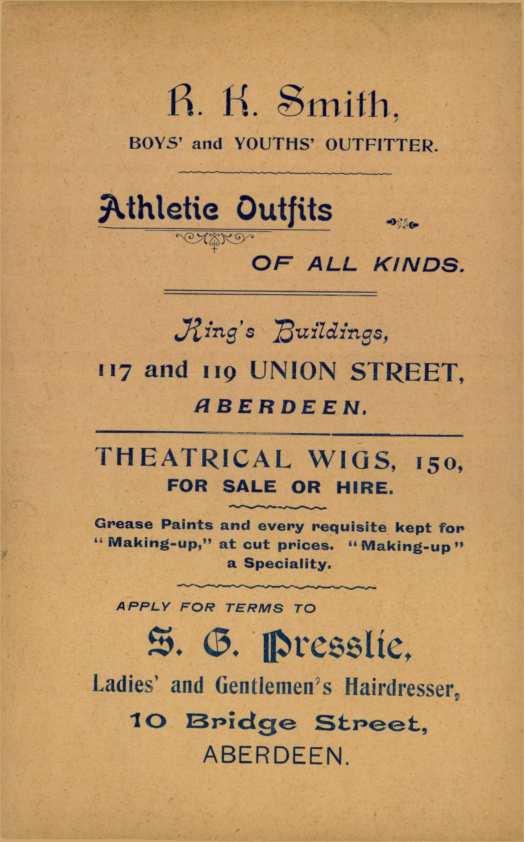 R. K. Smith,
BOYS' and YOUTHS' OUTFITTER.
Athletic Outfits
OF ALL KINDS.
King's Buildings,
117 and 119 UNION STREET,
ABERDEEN.
THEATRICAL WIGS, 150,
FOR SALE OR HIRE.
Grease Paints and every requisite kept for
“Making-up,” at cut prices. “Making-up”
a Speciality.
APPLY FOR TERMS TO
S. G. Presslie,
Ladies' and Gentlemen's Hairdresser,
10 Bridge Street,
ABERDEEN.